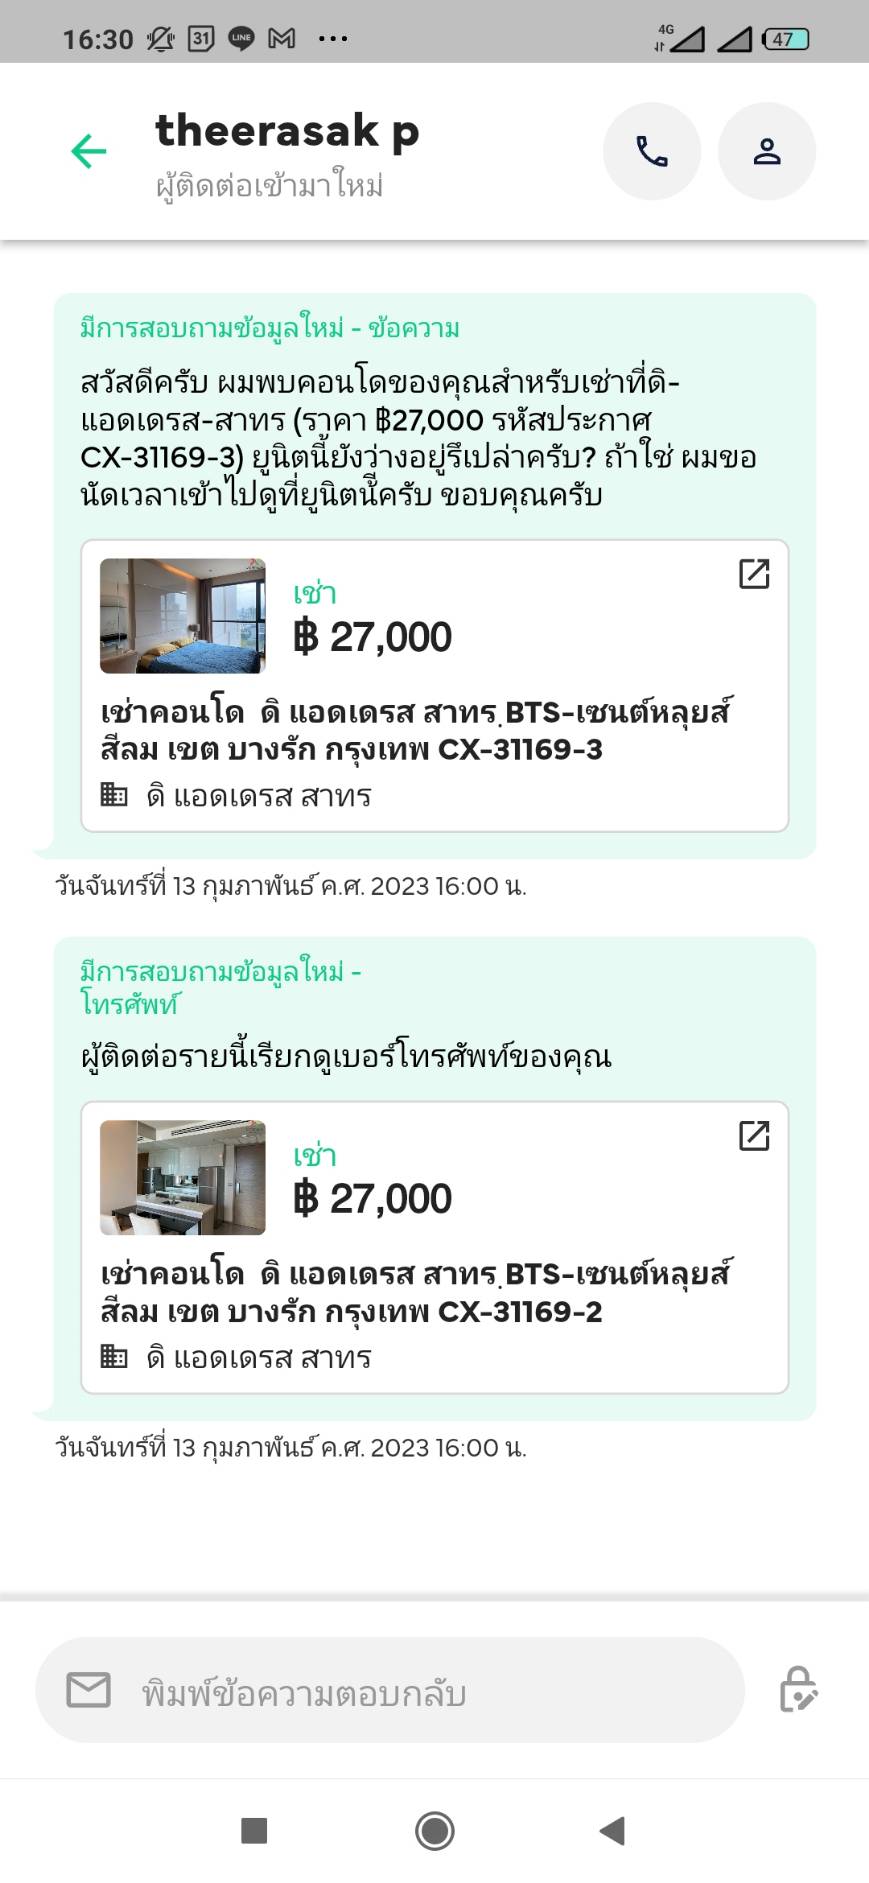 16:30 31 LINE 4G 47
theerasak p
ผู้ติดต่อเข้ามาใหม่
มีการสอบถามข้อมูลใหม่ - ข้อความ
สวัสดีครับ ผมพบคอนโดของคุณสำหรับเช่าที่ดิ-
แอดเดรส-สาทร (ราคา ฿27,000 รหัสประกาศ
CX-31169-3) ยูนิตนี้ยังว่างอยู่รึเปล่าครับ? ถ้าใช่ ผมขอ
นัดเวลาเข้าไปดูที่ยูนิตนี้ครับ ขอบคุณครับ
เช่า
฿ 27,000
เช่าคอนโด ดิ แอดเดรส สาทร ฺBTS-เซนต์หลุยส์
สีลม เขต บางรัก กรุงเทพ CX-31169-3
ดิ แอดเดรส สาทร
วันจันทร์ที่ 13 กุมภาพันธ์ ค.ศ. 2023 16:00 น.
มีการสอบถามข้อมูลใหม่ -
โทรศัพท์
ผู้ติดต่อรายนี้เรียกดูเบอร์โทรศัพท์ของคุณ
เช่า
฿ 27,000
เช่าคอนโด ดิ แอดเดรส สาทร ฺBTS-เซนต์หลุยส์
สีลม เขต บางรัก กรุงเทพ CX-31169-2
ดิ แอดเดรส สาทร
วันจันทร์ที่ 13 กุมภาพันธ์ ค.ศ. 2023 16:00 น.
พิมพ์ข้อความตอบกลับ